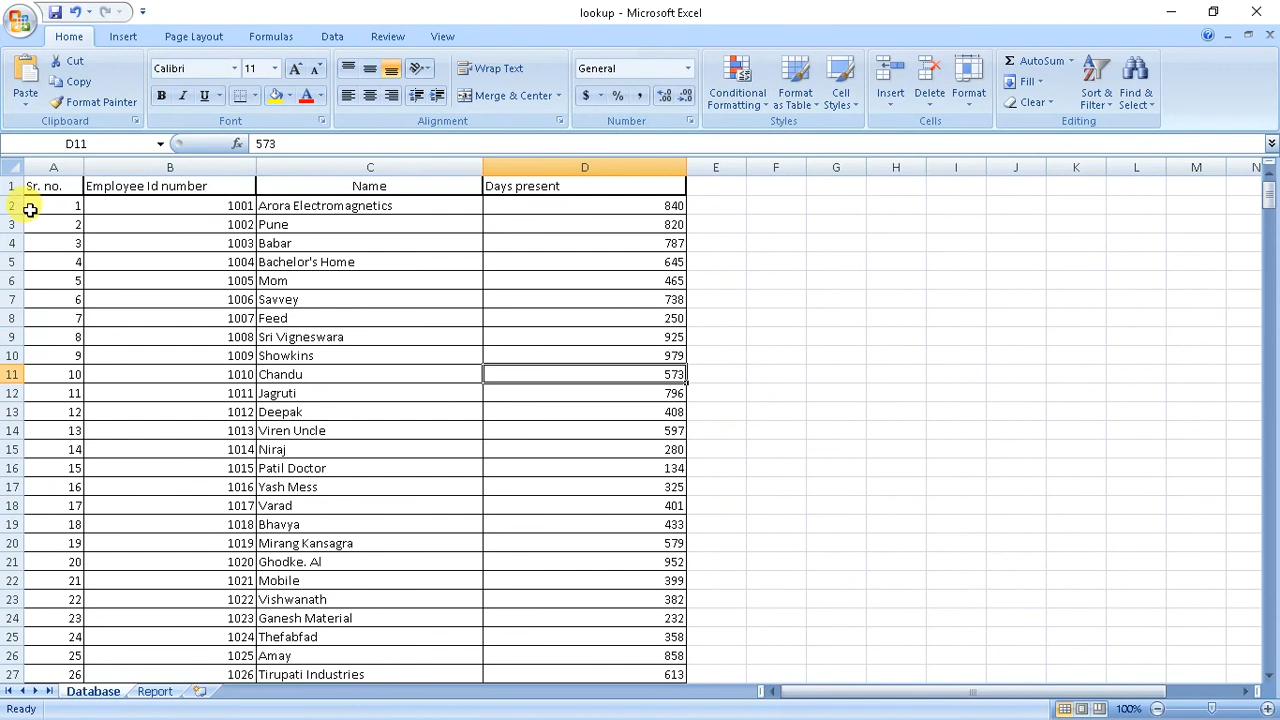 lookup - Microsoft Excel
Home Insert Page Layout Formulas Data Review View
Paste
Cut
Copy
Format Painter
Clipboard
Calibri 11
B I U A
Font
Wrap Text
Merge & Center
Alignment
General
$ % ,
Number
Conditional Formatting
Format as Table
Cell Styles
Styles
Insert Delete Format
Cells
Σ AutoSum
Fill
Clear
Sort & Filter
Find & Select
Editing
D11 fx 573
A B C D E F G H I J K L M N
1 Sr. no. Employee Id number Name Days present
2 1 1001 Arora Electromagnetics 840
3 2 1002 Pune 820
4 3 1003 Babar 787
5 4 1004 Bachelor's Home 645
6 5 1005 Mom 465
7 6 1006 Savvey 738
8 7 1007 Feed 250
9 8 1008 Sri Vigneswara 925
10 9 1009 Showkins 979
11 10 1010 Chandu 573
12 11 1011 Jagruti 796
13 12 1012 Deepak 408
14 13 1013 Viren Uncle 597
15 14 1014 Niraj 280
16 15 1015 Patil Doctor 134
17 16 1016 Yash Mess 325
18 17 1017 Varad 401
19 18 1018 Bhavya 433
20 19 1019 Mirang Kansagra 579
21 20 1020 Ghodke. Al 952
22 21 1021 Mobile 399
23 22 1022 Vishwanath 382
24 23 1023 Ganesh Material 232
25 24 1024 Thefabfad 358
26 25 1025 Amay 858
27 26 1026 Tirupati Industries 613
Database Report
Ready 100%